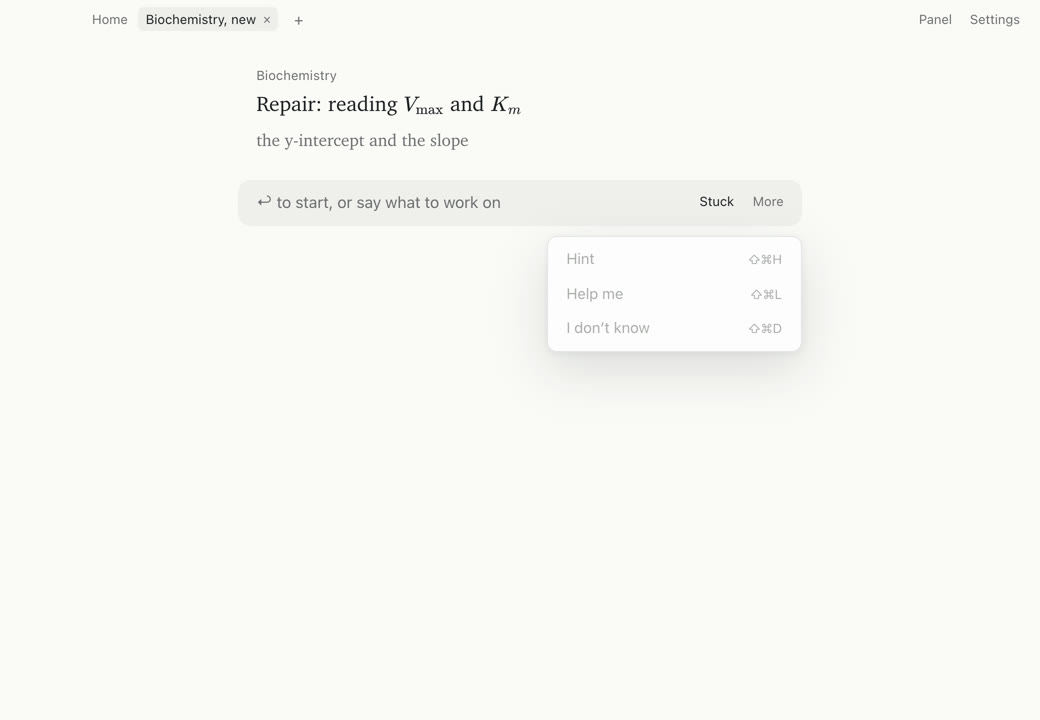 Home Biochemistry, new × + Panel Settings
Biochemistry
Repair: reading Vmax and Km
the y-intercept and the slope
↩ to start, or say what to work on Stuck More
Hint ⇧⌘H
Help me ⇧⌘L
I don’t know ⇧⌘D